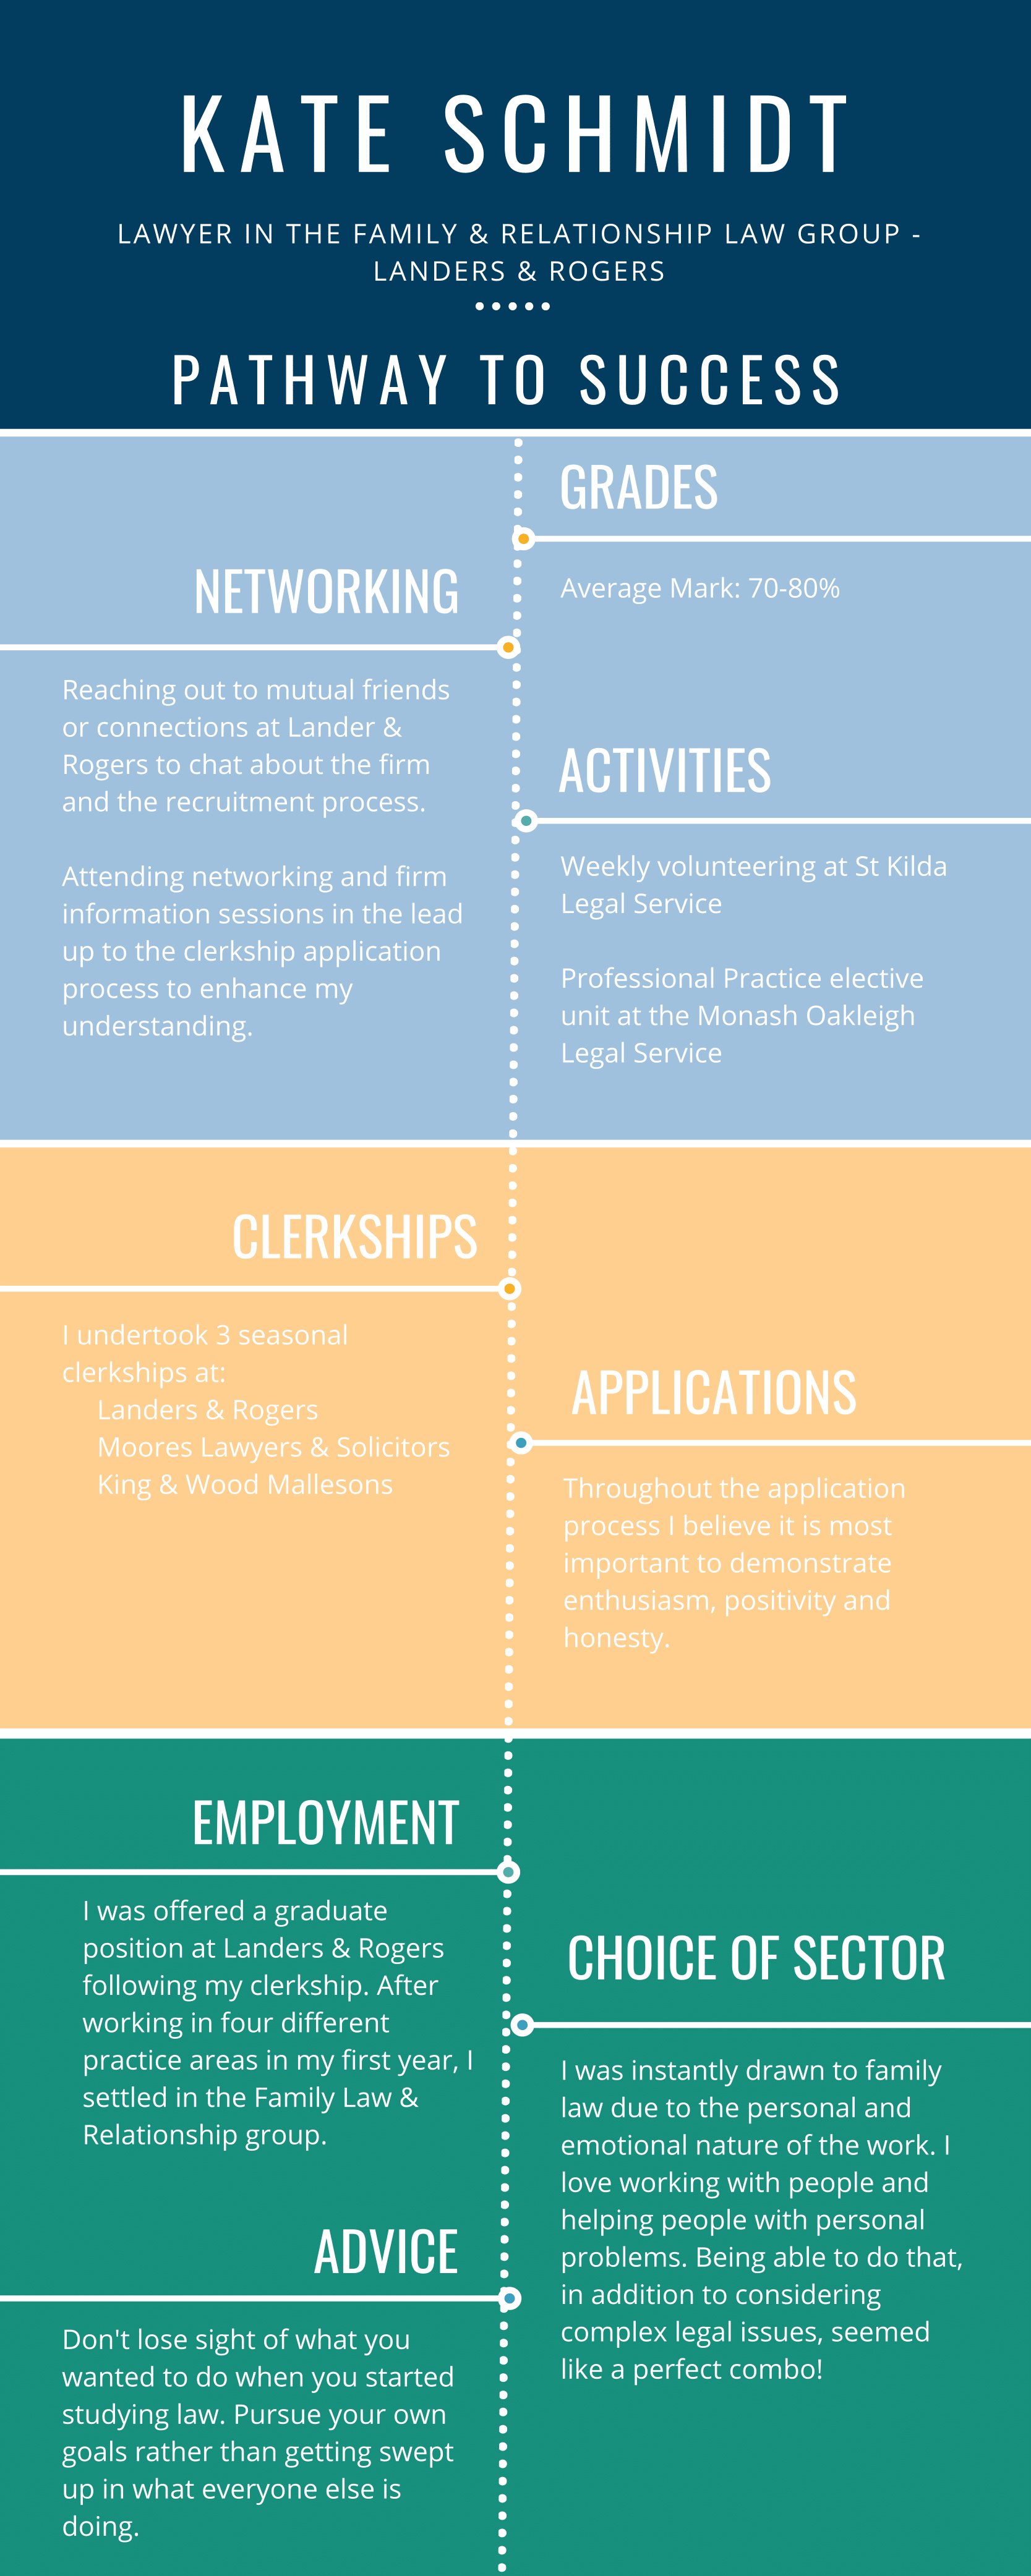 KATE SCHMIDT
LAWYER IN THE FAMILY & RELATIONSHIP LAW GROUP -
LANDERS & ROGERS
PATHWAY TO SUCCESS
GRADES
Average Mark: 70-80%
NETWORKING
Reaching out to mutual friends
or connections at Lander &
Rogers to chat about the firm
and the recruitment process.
Attending networking and firm
information sessions in the lead
up to the clerkship application
process to enhance my
understanding.
ACTIVITIES
Weekly volunteering at St Kilda
Legal Service
Professional Practice elective
unit at the Monash Oakleigh
Legal Service
CLERKSHIPS
I undertook 3 seasonal
clerkships at:
Landers & Rogers
Moores Lawyers & Solicitors
King & Wood Mallesons
APPLICATIONS
Throughout the application
process I believe it is most
important to demonstrate
enthusiasm, positivity and
honesty.
EMPLOYMENT
I was offered a graduate
position at Landers & Rogers
following my clerkship. After
working in four different
practice areas in my first year, I
settled in the Family Law &
Relationship group.
CHOICE OF SECTOR
I was instantly drawn to family
law due to the personal and
emotional nature of the work. I
love working with people and
helping people with personal
problems. Being able to do that,
in addition to considering
complex legal issues, seemed
like a perfect combo!
ADVICE
Don't lose sight of what you
wanted to do when you started
studying law. Pursue your own
goals rather than getting swept
up in what everyone else is
doing.